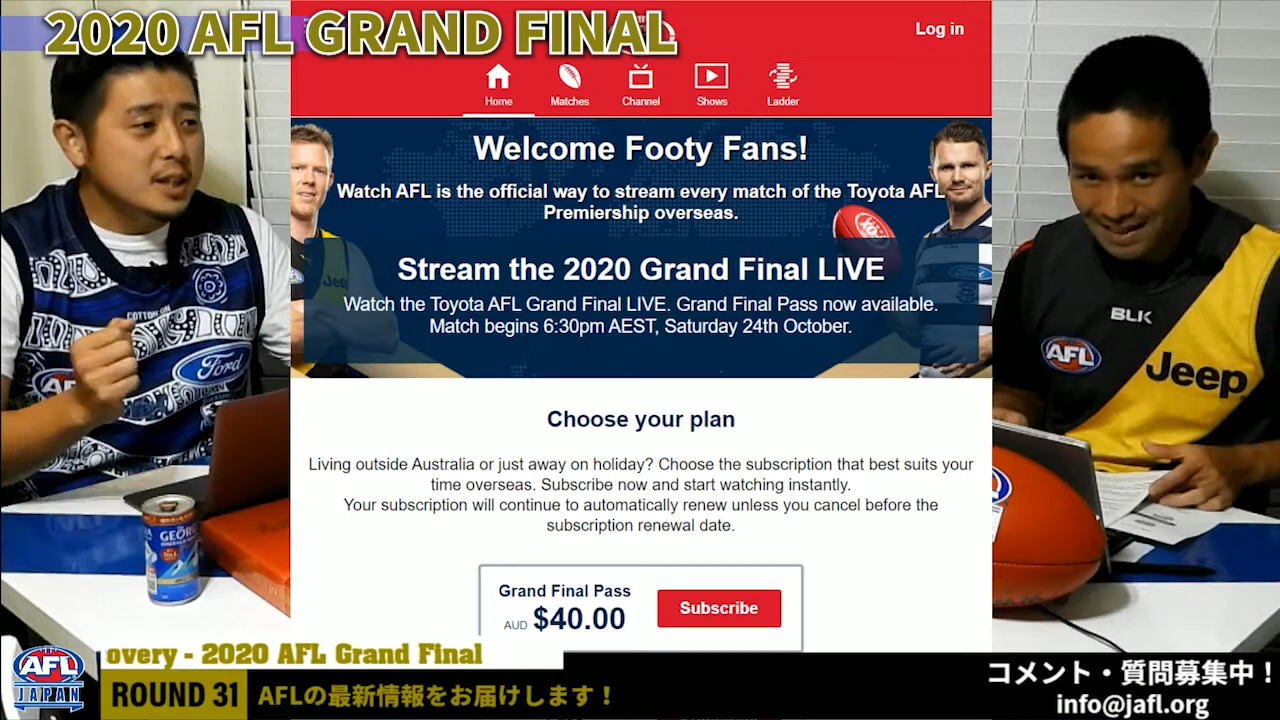 2020 AFL GRAND FINAL
Log in
Home
Matches
Channel
Shows
Ladder
Welcome Footy Fans!
Watch AFL is the official way to stream every match of the Toyota AFL
Premiership overseas.
Stream the 2020 Grand Final LIVE
Watch the Toyota AFL Grand Final LIVE. Grand Final Pass now available.
Match begins 6:30pm AEST, Saturday 24th October.
Jeep
Ford
Choose your plan
Living outside Australia or just away on holiday? Choose the subscription that best suits your
time overseas. Subscribe now and start watching instantly.
Your subscription will continue to automatically renew unless you cancel before the
subscription renewal date.
Grand Final Pass
AUD $40.00
Subscribe
COTTON ON
Ford
AFL
BLK
AFL
Jeep
GEORG
overy - 2020 AFL Grand Final
AFL
JAPAN
ROUND 31
AFLの最新情報をお届けします！
コメント・質問募集中！
info@jafl.org